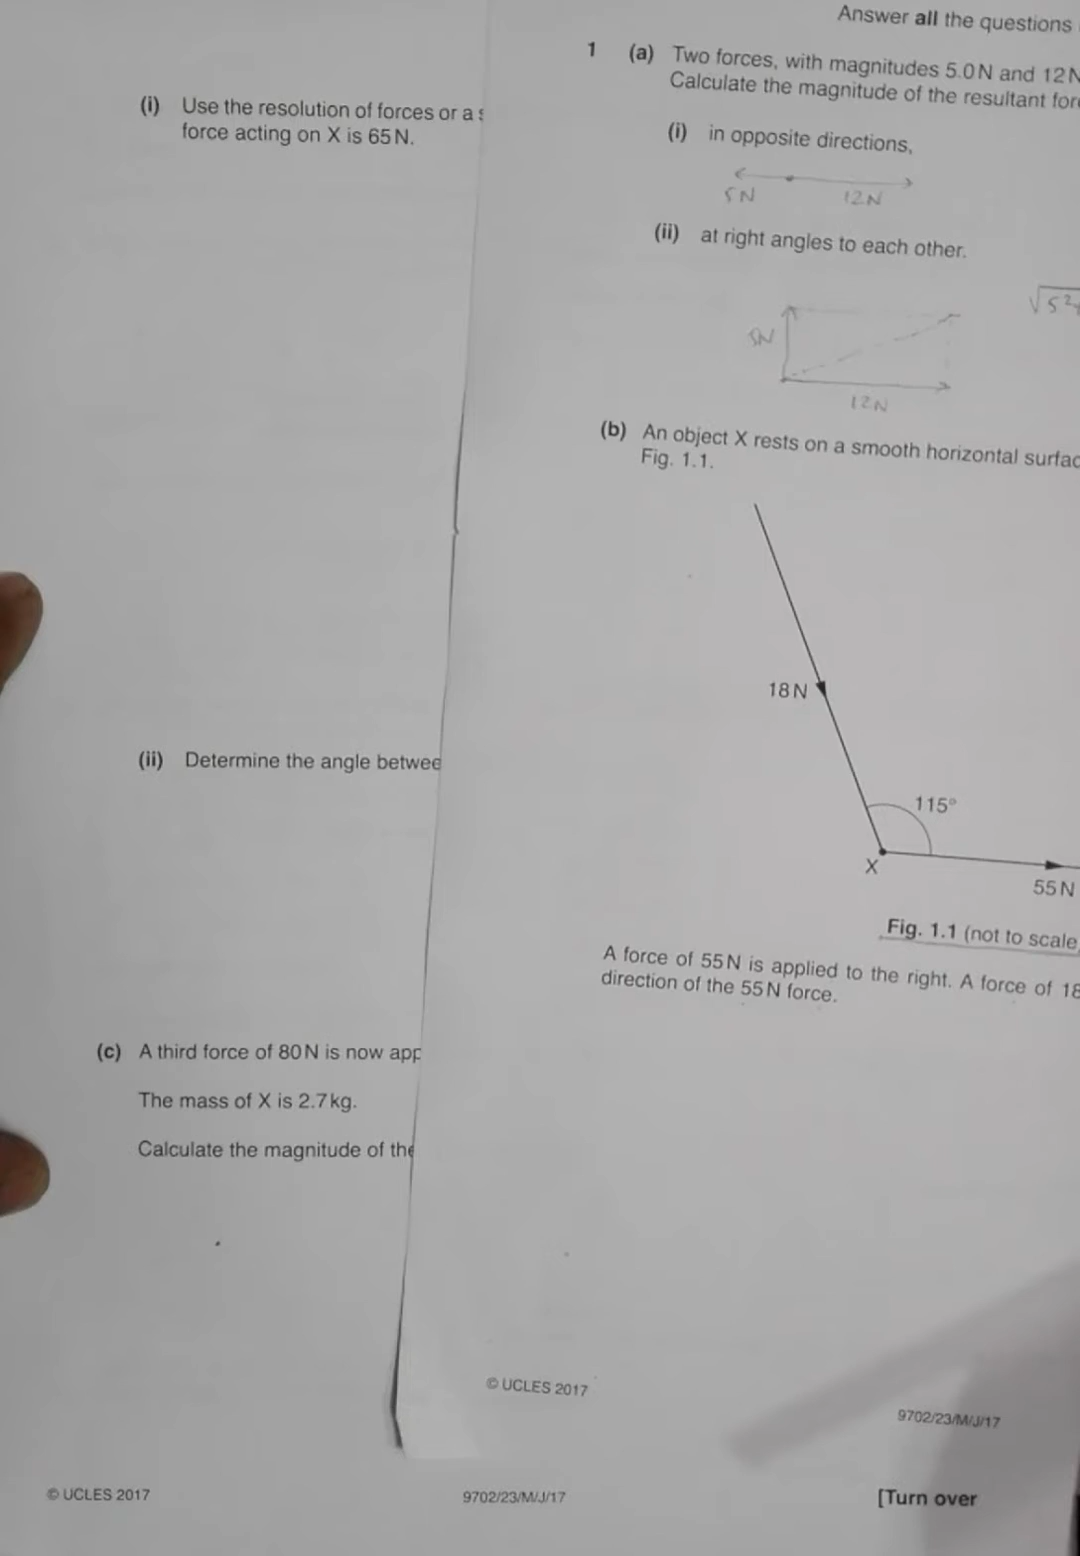 (i) Use the resolution of forces or a
force acting on X is 65 N.
(ii) Determine the angle
(c) A third force of 80 N is now
The mass of X is 2.7 kg.
Calculate the magnitude of
© UCLES 2017
9702/23/M/J/17
[Turn over
Answer all the questions
1 (a) Two forces, with magnitudes 5.0 N and 12 N
Calculate the magnitude of the resultant
(i) in opposite directions,
5N 12N
(ii) at right angles to each other.
√5²
5N
12N
(b) An object X rests on a smooth horizontal
Fig. 1.1.
18 N
115°
X
55 N
Fig. 1.1 (not to scale
A force of 55 N is applied to the right. A force of 18
direction of the 55 N force.
© UCLES 2017
9702/23/M/J/17